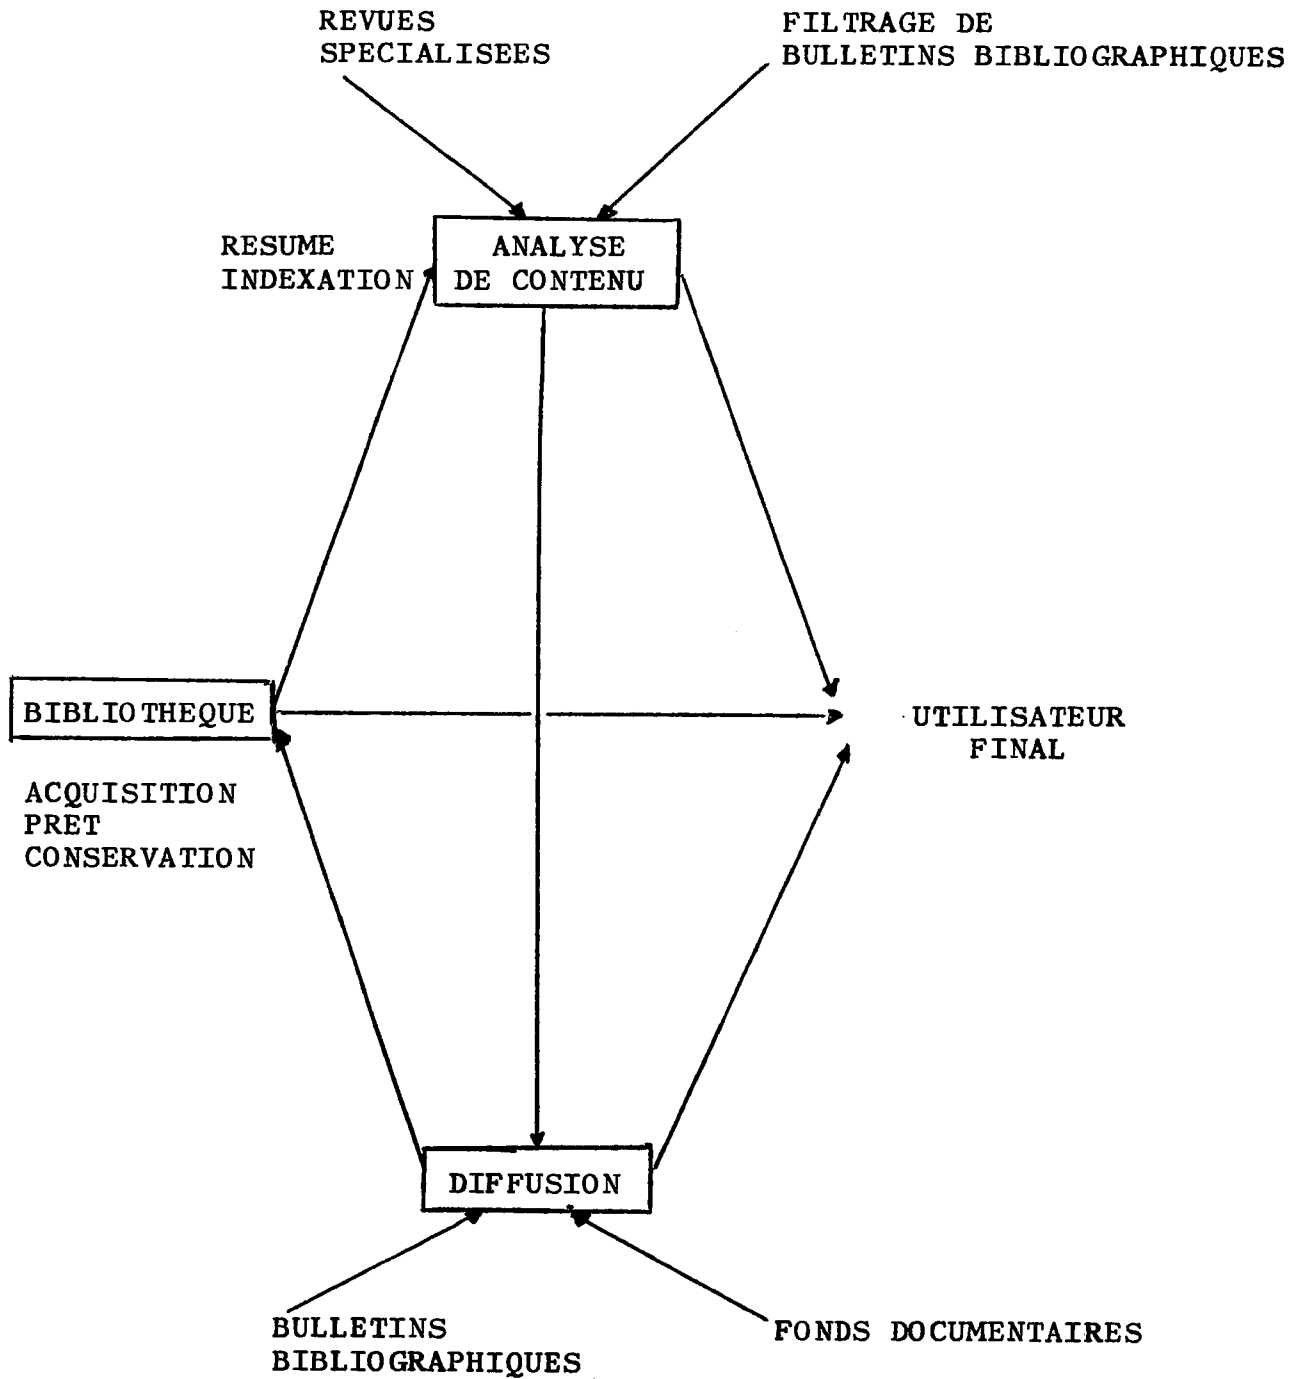 REVUES
SPECIALISEES
FILTRAGE DE
BULLETINS BIBLIOGRAPHIQUES
RESUME
INDEXATION
ANALYSE
DE CONTENU
BIBLIOTHEQUE
UTILISATEUR
FINAL
ACQUISITION
PRET
CONSERVATION
DIFFUSION
BULLETINS
BIBLIOGRAPHIQUES
FONDS DOCUMENTAIRES